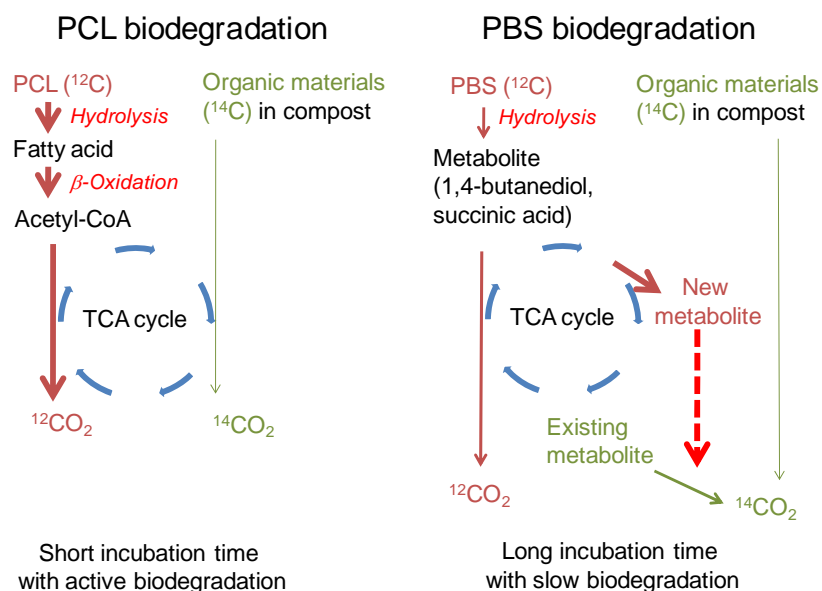 PCL biodegradation
PCL (¹²C)
Hydrolysis
Fatty acid
β-Oxidation
Acetyl-CoA
Organic materials
(¹⁴C) in compost
TCA cycle
¹²CO₂
¹⁴CO₂
Short incubation time
with active biodegradation
PBS biodegradation
PBS (¹²C)
Hydrolysis
Metabolite
(1,4-butanediol,
succinic acid)
Organic materials
(¹⁴C) in compost
TCA cycle
New
metabolite
Existing
metabolite
¹²CO₂
¹⁴CO₂
Long incubation time
with slow biodegradation